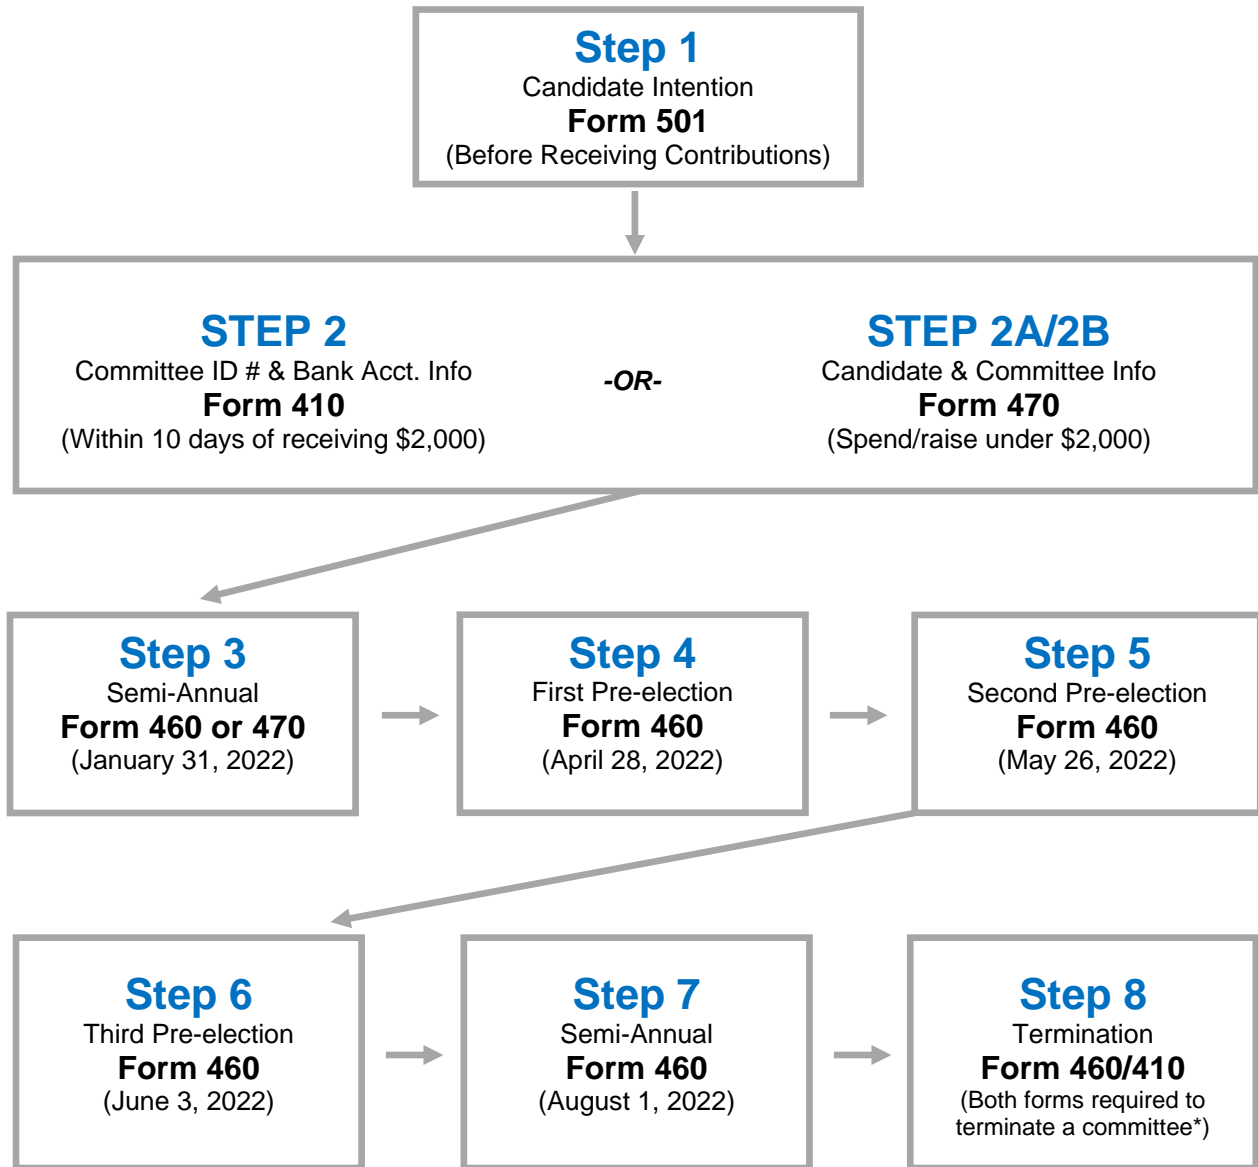 Step 1
Candidate Intention
Form 501
(Before Receiving Contributions)
STEP 2
Committee ID # & Bank Acct. Info
Form 410
(Within 10 days of receiving $2,000)
-OR-
STEP 2A/2B
Candidate & Committee Info
Form 470
(Spend/raise under $2,000)
Step 3
Semi-Annual
Form 460 or 470
(January 31, 2022)
Step 4
First Pre-election
Form 460
(April 28, 2022)
Step 5
Second Pre-election
Form 460
(May 26, 2022)
Step 6
Third Pre-election
Form 460
(June 3, 2022)
Step 7
Semi-Annual
Form 460
(August 1, 2022)
Step 8
Termination
Form 460/410
(Both forms required to
terminate a committee*)